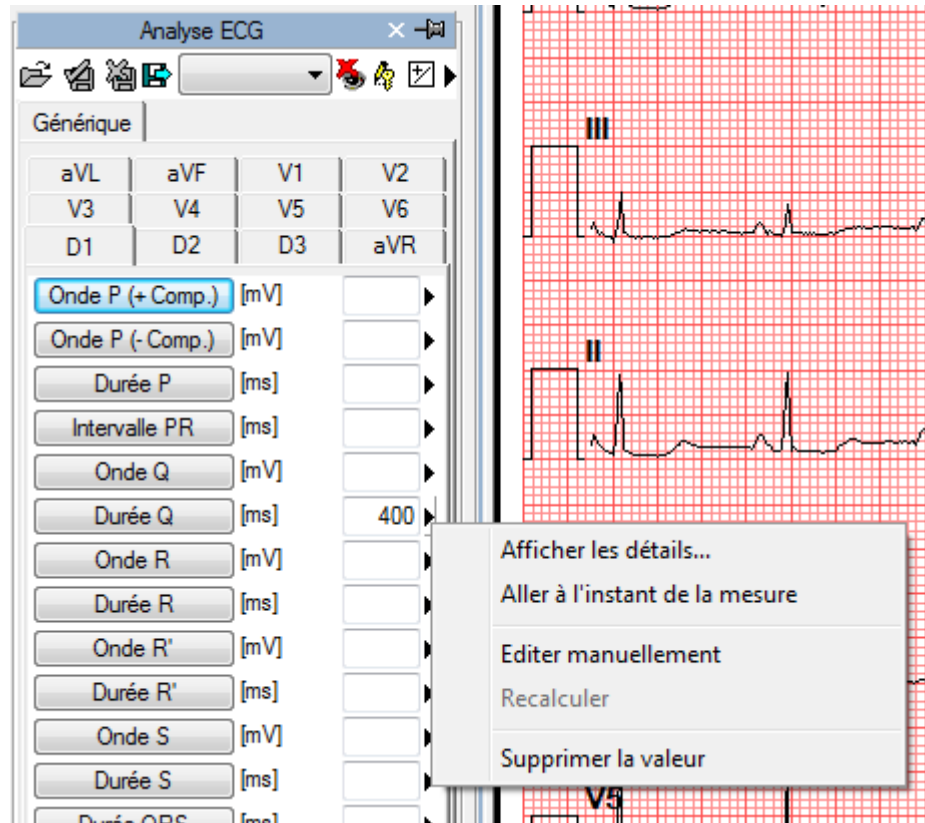 Analyse ECG
Générique
aVL aVF V1 V2
V3 V4 V5 V6
D1 D2 D3 aVR
Onde P (+ Comp.) [mV]
Onde P (- Comp.) [mV]
Durée P [ms]
Intervalle PR [ms]
Onde Q [mV]
Durée Q [ms] 400
Onde R [mV]
Durée R [ms]
Onde R' [mV]
Durée R' [ms]
Onde S [mV]
Durée S [ms]
Durée QRS [ms]
Afficher les détails...
Aller à l'instant de la mesure
Editer manuellement
Recalculer
Supprimer la valeur
III
II
V5